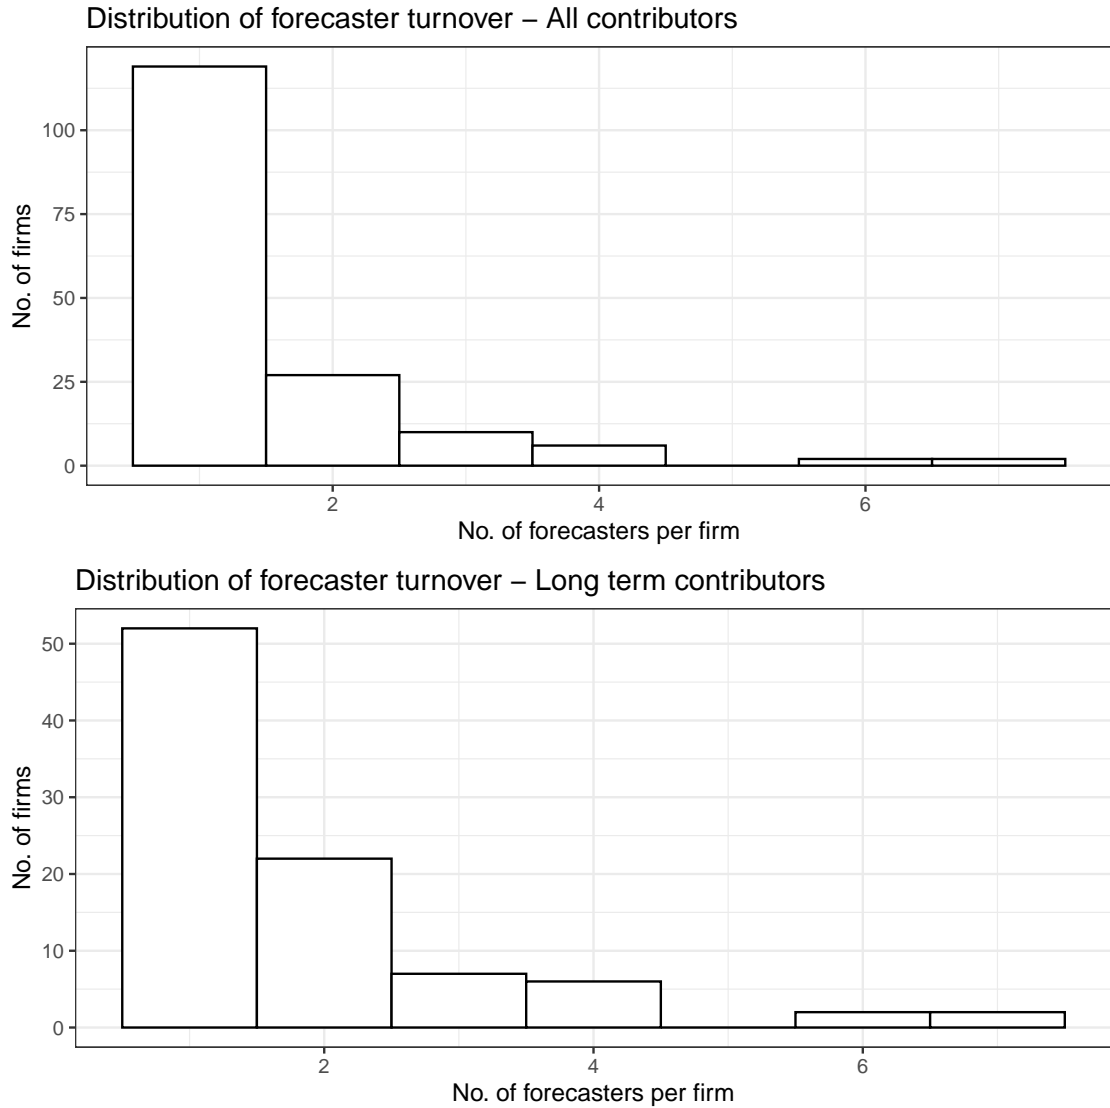 Distribution of forecaster turnover – All contributors
100
75
50
25
0
No. of firms
2 4 6
No. of forecasters per firm
Distribution of forecaster turnover – Long term contributors
50
40
30
20
10
0
No. of firms
2 4 6
No. of forecasters per firm